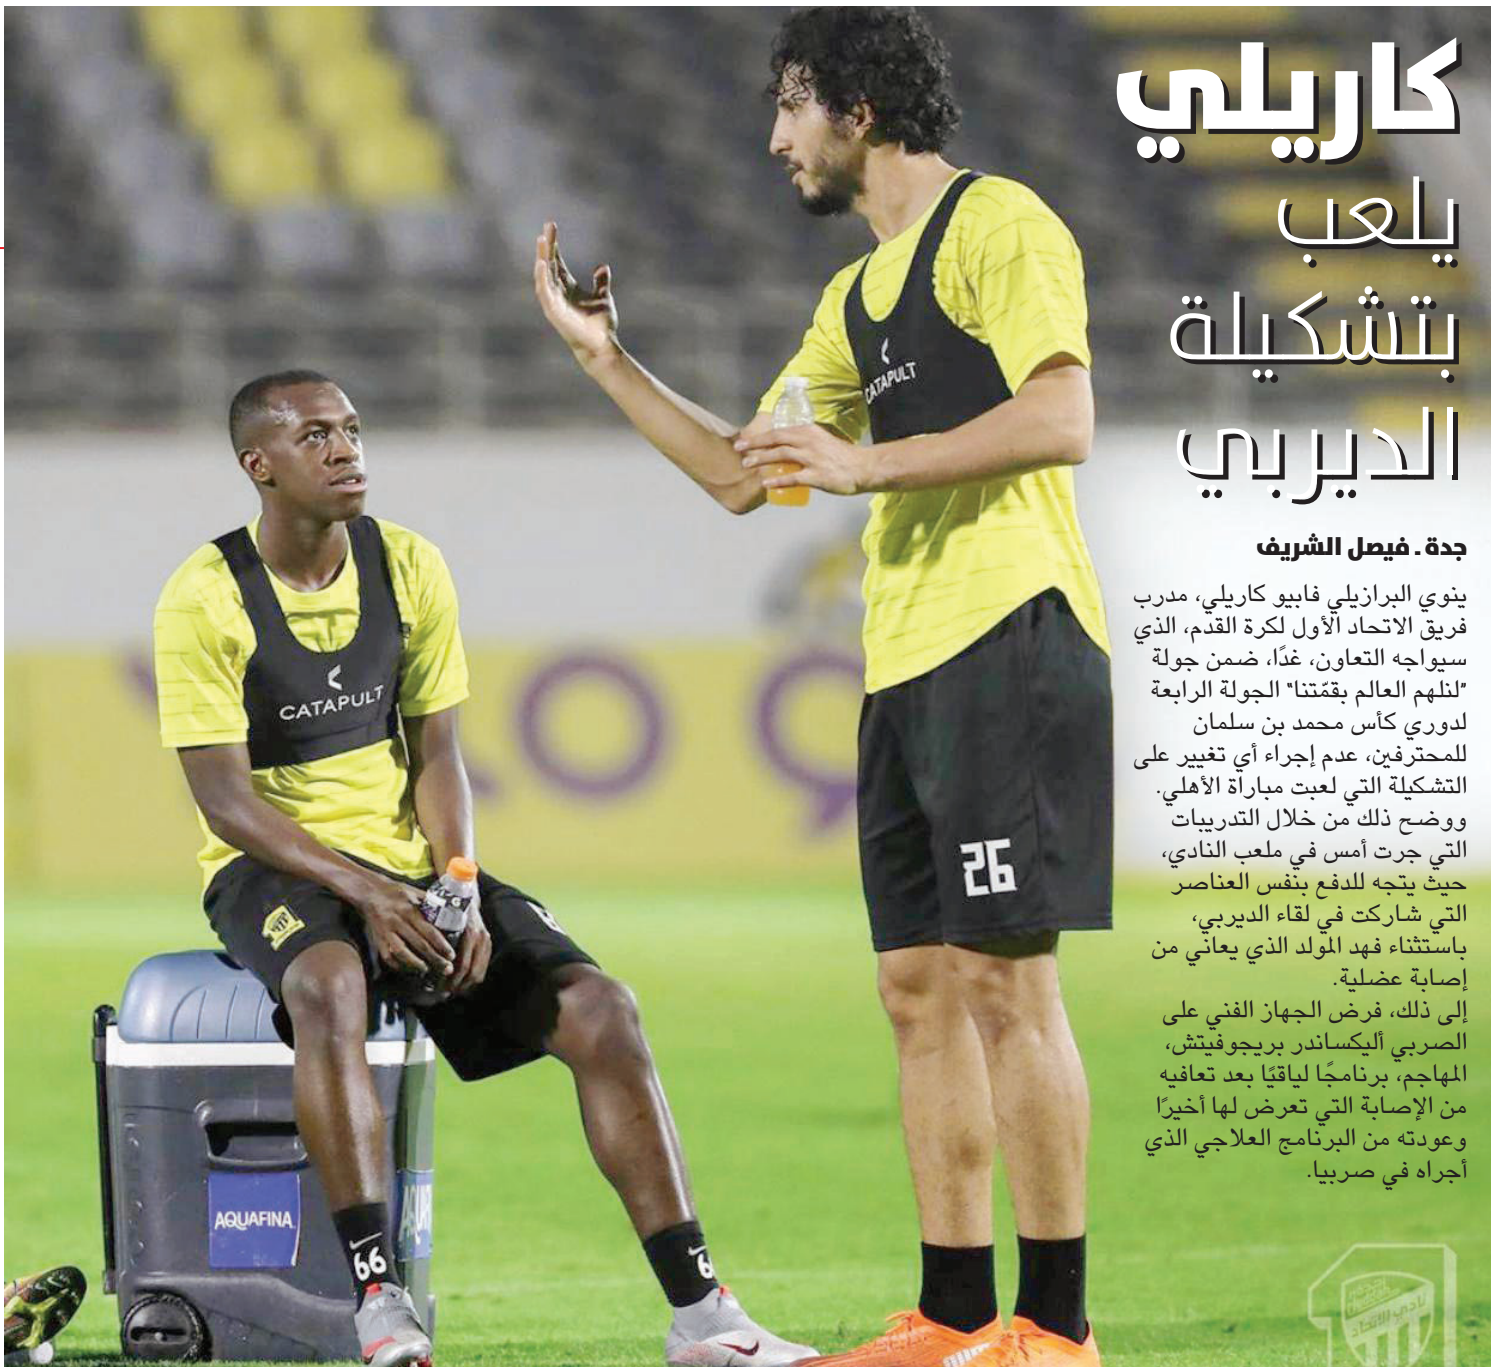 كاريلي
يلعب
بتشكيلة
الديربي
جدة . فيصل الشريف
ينوي البرازيلي فابيو كاريلي، مدرب
فريق الاتحاد الأول لكرة القدم، الذي
سيواجه التعاون، غدًا، ضمن جولة
"لنلهم العالم بقمّتنا" الجولة الرابعة
لدوري كأس محمد بن سلمان
للمحترفين، عدم إجراء أي تغيير على
التشكيلة التي لعبت مباراة الأهلي.
ووضح ذلك من خلال التدريبات
التي جرت أمس في ملعب النادي،
حيث يتجه للدفع بنفس العناصر
التي شاركت في لقاء الديربي،
باستثناء فهد المولد الذي يعاني من
إصابة عضلية.
إلى ذلك، فرض الجهاز الفني على
الصربي أليكساندر بريجوفيتش،
المهاجم، برنامجًا لياقيًا بعد تعافيه
من الإصابة التي تعرض لها أخيرًا
وعودته من البرنامج العلاجي الذي
أجراه في صربيا.
CATAPULT
CATAPULT
26
AQUAFINA
66
نادي الاتحاد